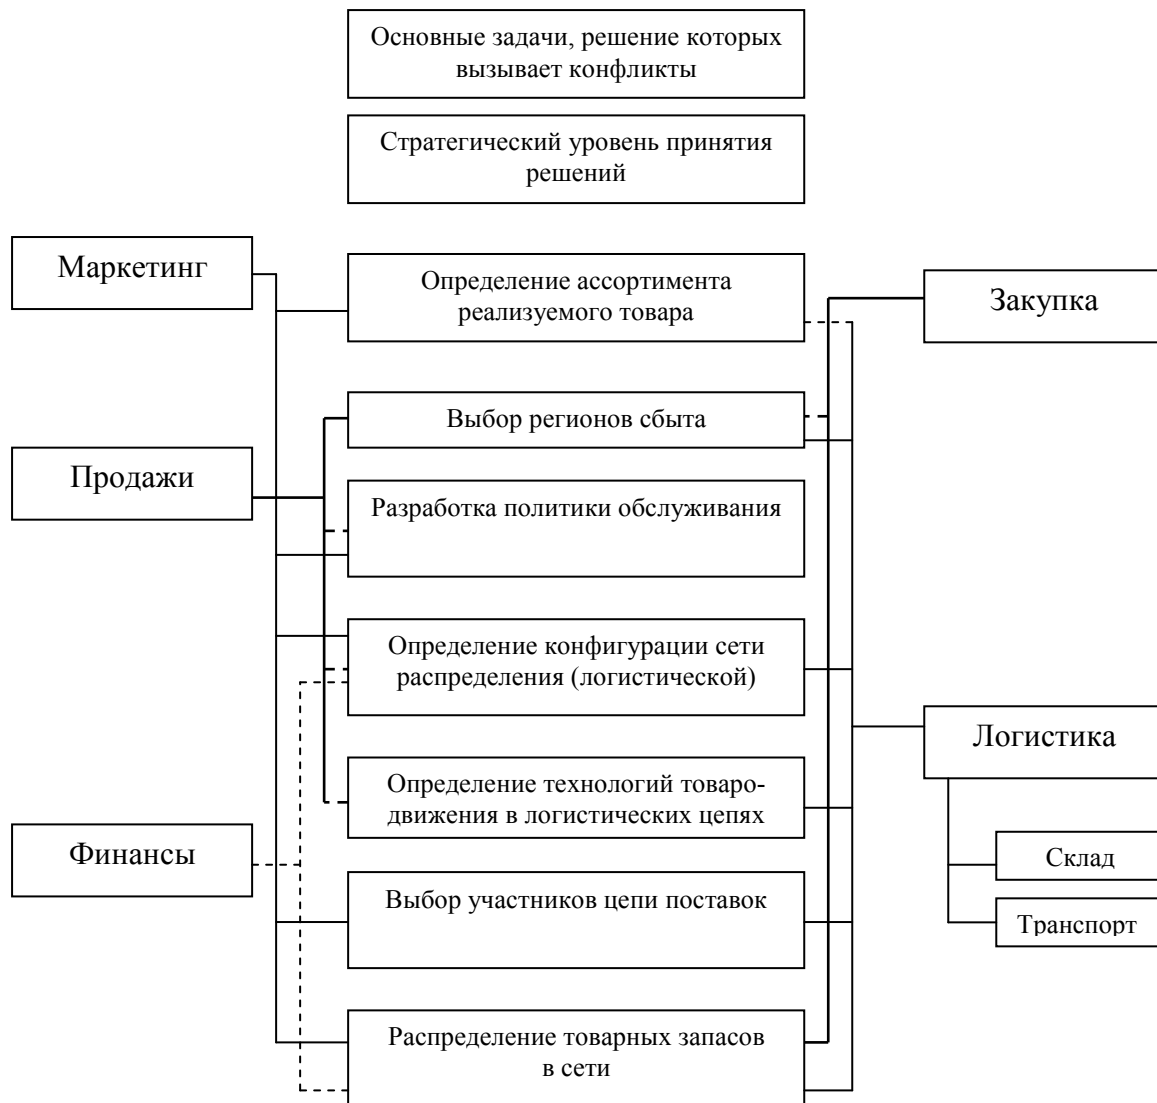 Основные задачи, решение которых
вызывает конфликты
Стратегический уровень принятия
решений
Маркетинг
Определение ассортимента
реализуемого товара
Закупка
Выбор регионов сбыта
Продажи
Разработка политики обслуживания
Определение конфигурации сети
распределения (логистической)
Логистика
Определение технологий товаро-
движения в логистических цепях
Финансы
Склад
Выбор участников цепи поставок
Транспорт
Распределение товарных запасов
в сети